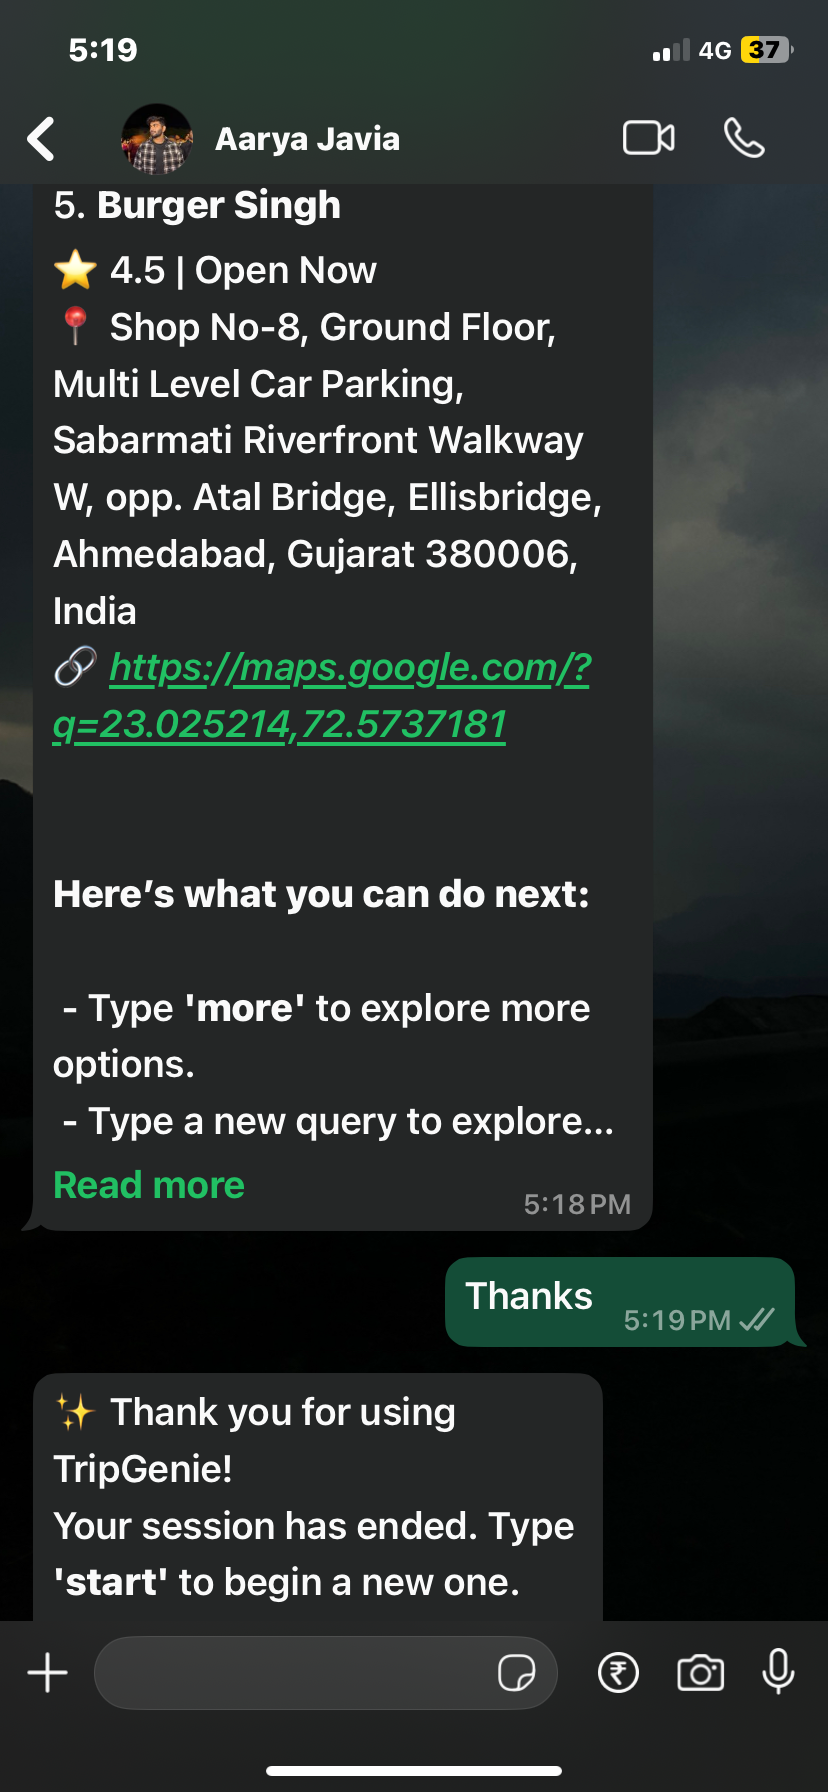 5:19
4G 37
Aarya Javia
5. Burger Singh
⭐ 4.5 | Open Now
📍 Shop No-8, Ground Floor,
Multi Level Car Parking,
Sabarmati Riverfront Walkway
W, opp. Atal Bridge, Ellisbridge,
Ahmedabad, Gujarat 380006,
India
🔗 https://maps.google.com/?
q=23.025214,72.5737181
Here’s what you can do next:
- Type 'more' to explore more
options.
- Type a new query to explore...
Read more
5:18 PM
Thanks
5:19 PM
✨ Thank you for using
TripGenie!
Your session has ended. Type
'start' to begin a new one.
₹